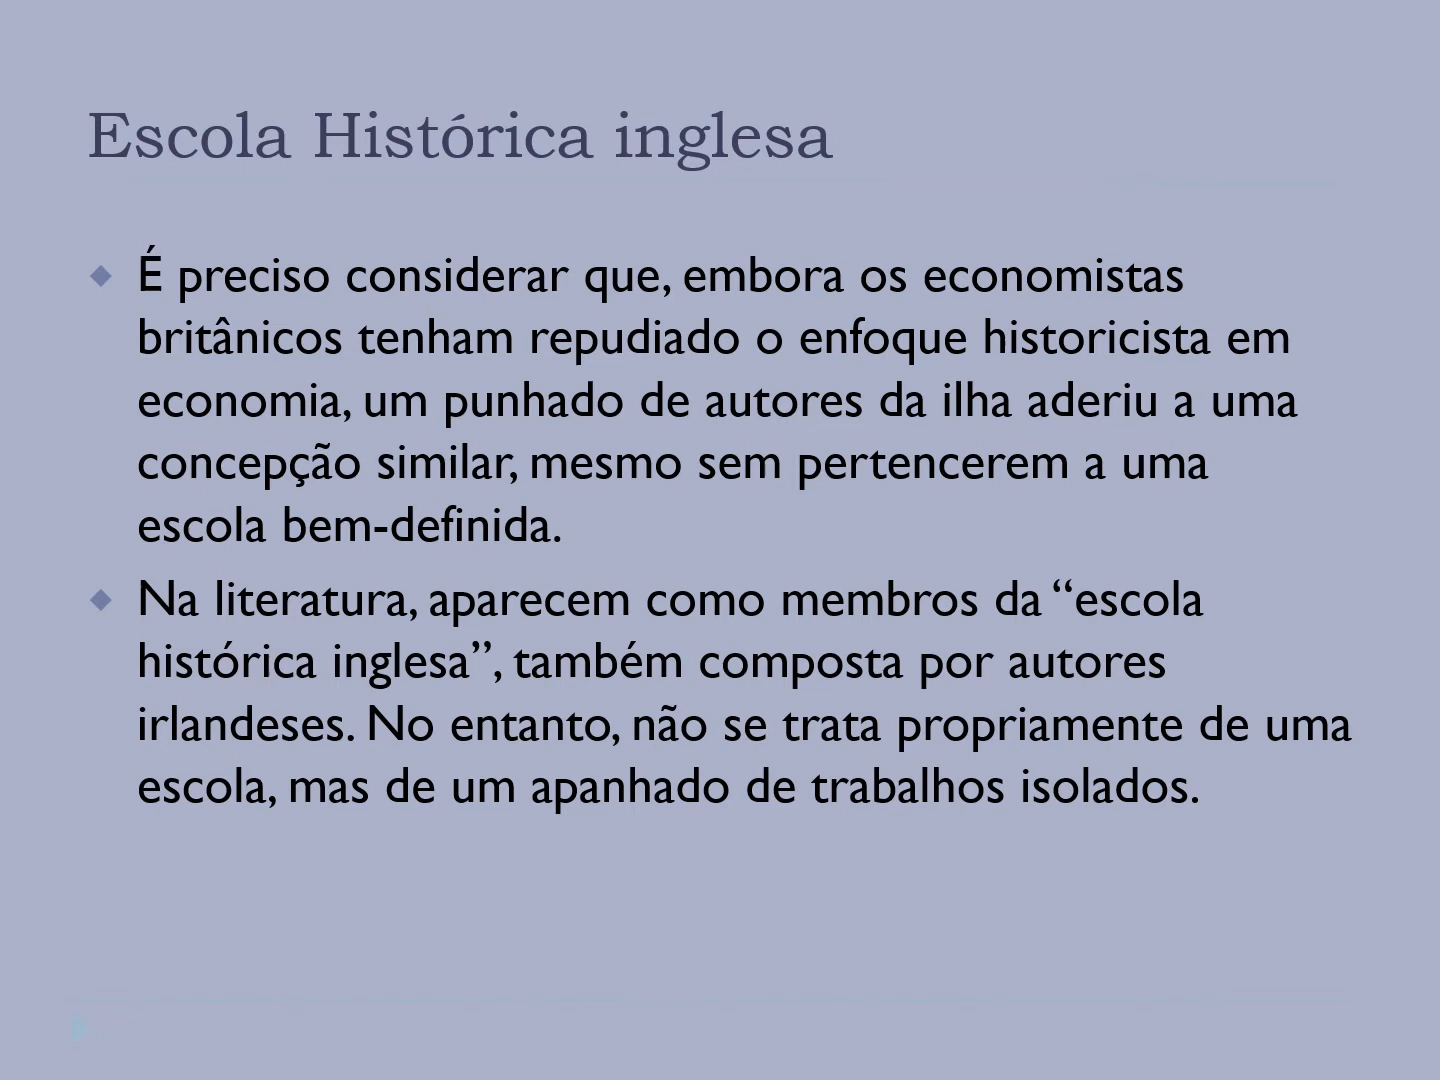 Escola Histórica inglesa
É preciso considerar que, embora os economistas
britânicos tenham repudiado o enfoque historicista em
economia, um punhado de autores da ilha aderiu a uma
concepção similar, mesmo sem pertencerem a uma
escola bem-definida.
Na literatura, aparecem como membros da “escola
histórica inglesa”, também composta por autores
irlandeses. No entanto, não se trata propriamente de uma
escola, mas de um apanhado de trabalhos isolados.